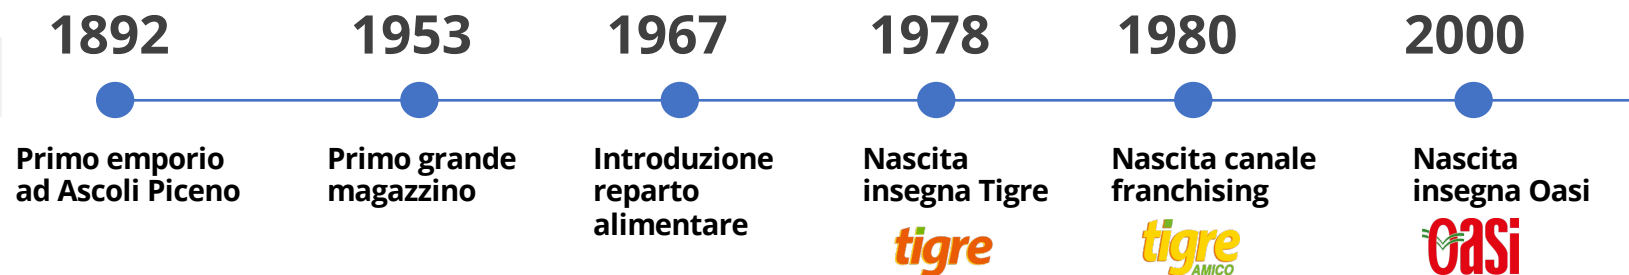 1892
Primo emporio
ad Ascoli Piceno
1953
Primo grande
magazzino
1967
Introduzione
reparto
alimentare
1978
Nascita
insegna Tigre
tigre
1980
Nascita canale
franchising
tigre
AMICO
2000
Nascita
insegna Oasi
Oasi